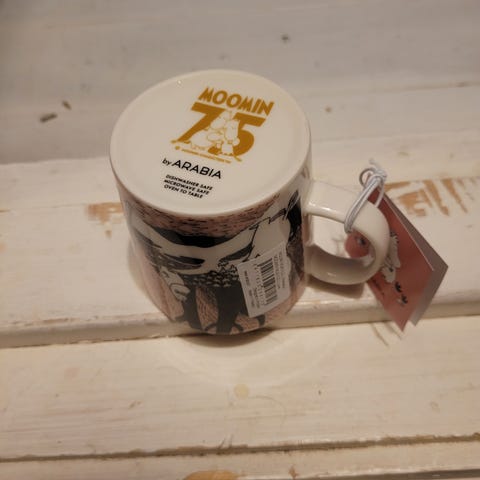 MOOMIN
75
by ARABIA
DISHWASHER SAFE
MICROWAVE SAFE
OVEN TO TABLE